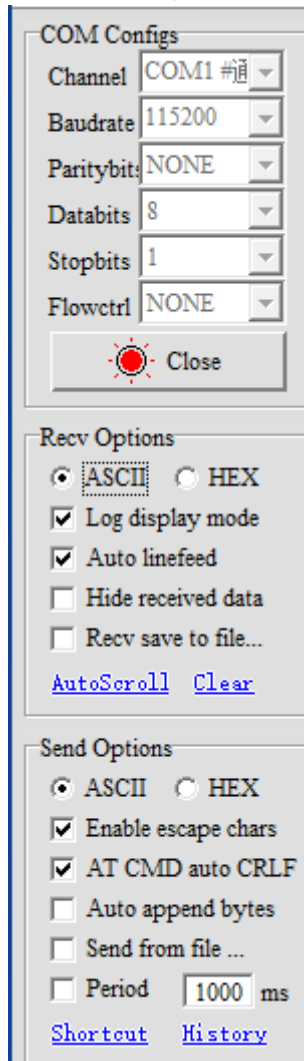 COM Configs
Channel COM1 #通
Baudrate 115200
Paritybits NONE
Databits 8
Stopbits 1
Flowctrl NONE
Close
Recv Options
ASCII HEX
Log display mode
Auto linefeed
Hide received data
Recv save to file...
AutoScroll Clear
Send Options
ASCII HEX
Enable escape chars
AT CMD auto CRLF
Auto append bytes
Send from file ...
Period 1000 ms
Shortcut History